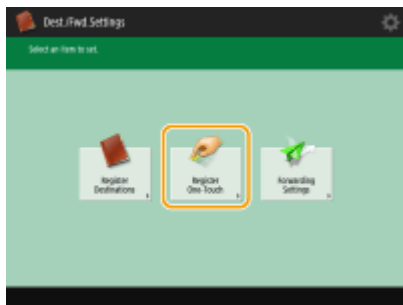 Dest./Fwd.Settings
Select an item to set.
Register
Destinations
Register
One-Touch
Forwarding
Settings